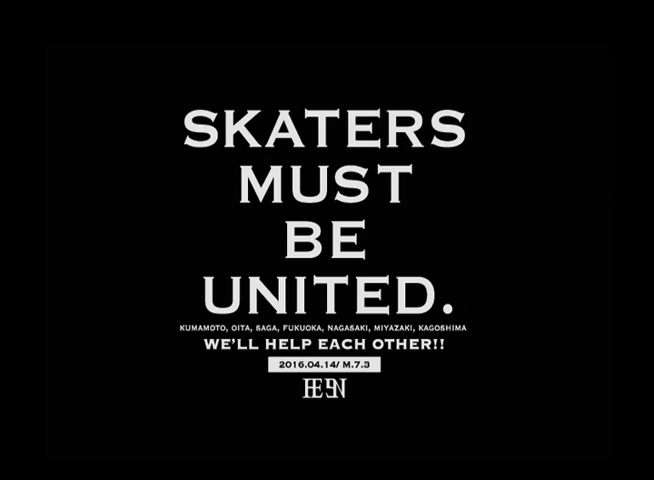 SKATERS
MUST
BE
UNITED.
KUMAMOTO, OITA, SAGA, FUKUOKA, NAGASAKI, MIYAZAKI, KAGOSHIMA
WE'LL HELP EACH OTHER!!
2016.04.14/ M.7.3